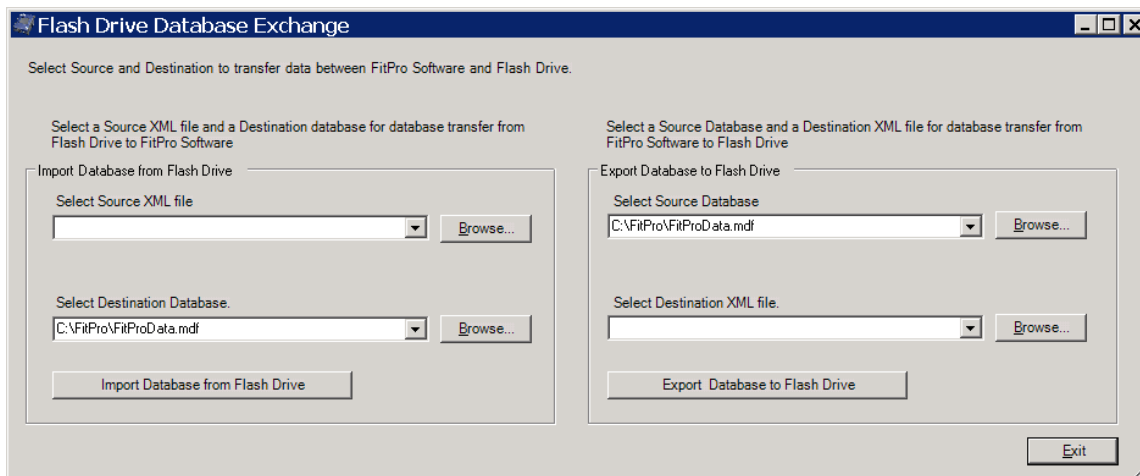 Flash Drive Database Exchange
Select Source and Destination to transfer data between FitPro Software and Flash Drive.
Select a Source XML file and a Destination database for database transfer from
Flash Drive to FitPro Software
Import Database from Flash Drive
Select Source XML file
Browse...
Select Destination Database.
C:\FitPro\FitProData.mdf
Browse...
Import Database from Flash Drive
Select a Source Database and a Destination XML file for database transfer from
FitPro Software to Flash Drive
Export Database to Flash Drive
Select Source Database
C:\FitPro\FitProData.mdf
Browse...
Select Destination XML file.
Browse...
Export  Database to Flash Drive
Exit